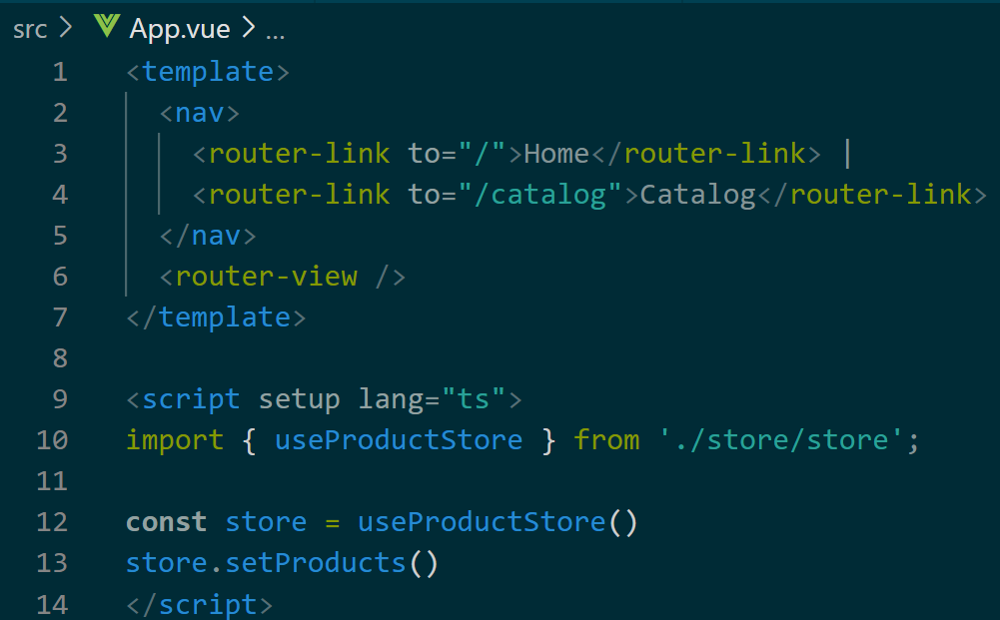 src > App.vue > ...
1 <template>
2   <nav>
3     <router-link to="/">Home</router-link> |
4     <router-link to="/catalog">Catalog</router-link>
5   </nav>
6   <router-view />
7 </template>
8
9 <script setup lang="ts">
10 import { useProductStore } from './store/store';
11
12 const store = useProductStore()
13 store.setProducts()
14 </script>